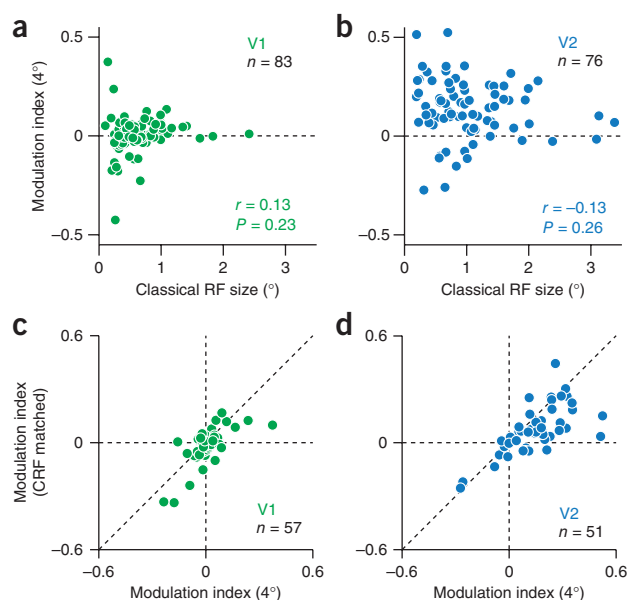 a
V1
n = 83
0.5
0
−0.5
Modulation index (4°)
r = 0.13
P = 0.23
0
1
2
3
Classical RF size (°)
b
V2
n = 76
0.5
0
−0.5
r = −0.13
P = 0.26
0
1
2
3
Classical RF size (°)
c
0.6
0
−0.6
Modulation index
(CRF matched)
V1
n = 57
−0.6
0
0.6
Modulation index (4°)
d
0.6
0
−0.6
V2
n = 51
−0.6
0
0.6
Modulation index (4°)